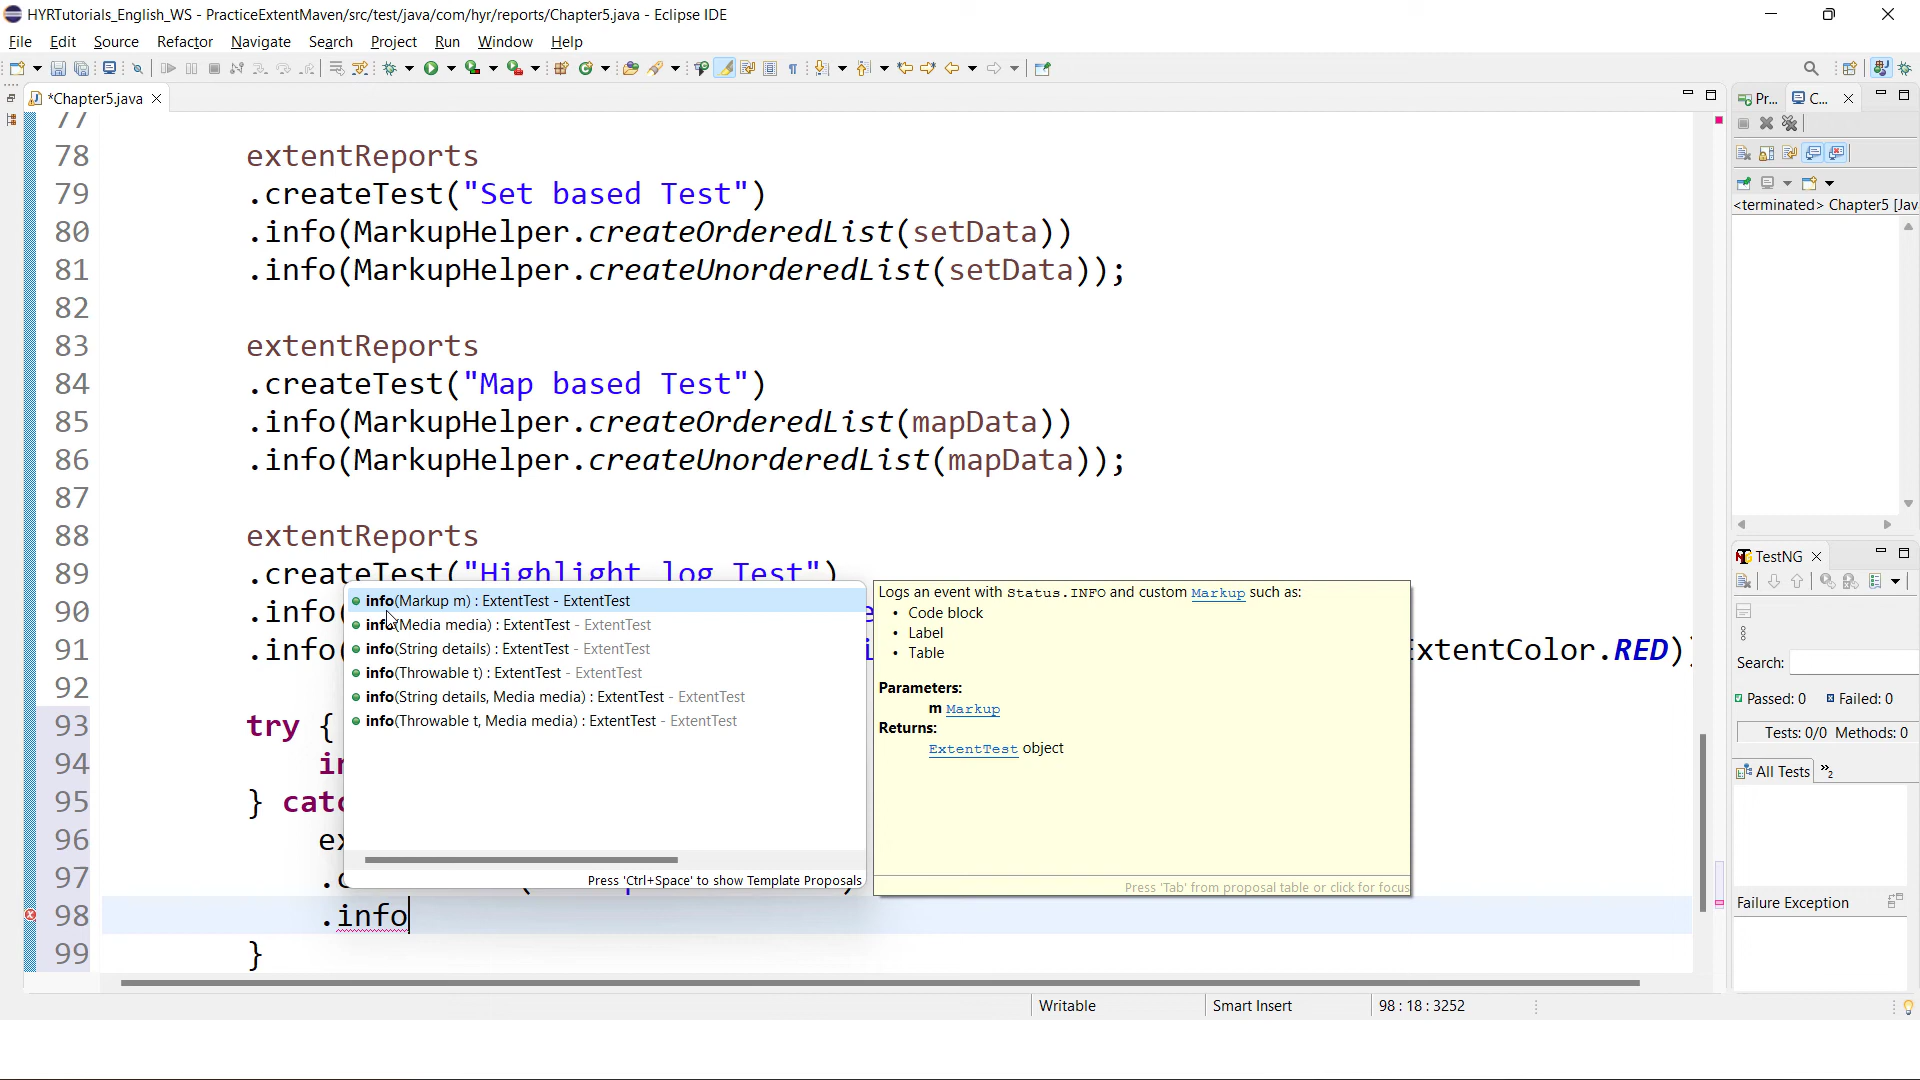 HYRTutorials_English_WS - PracticeExtentMaven/src/test/java/com/hyr/reports/Chapter5.java - Eclipse IDE
File Edit Source Refactor Navigate Search Project Run Window Help
*Chapter5.java
Pr... C...
77
78 extentReports
79 .createTest("Set based Test")
80 .info(MarkupHelper.createOrderedList(setData))
81 .info(MarkupHelper.createUnorderedList(setData));
82
83 extentReports
84 .createTest("Map based Test")
85 .info(MarkupHelper.createOrderedList(mapData))
86 .info(MarkupHelper.createUnorderedList(mapData));
87
88 extentReports
89 .createTest("Highlight log Test")
90 .info(
91 .info( ExtentColor.RED))
92
93 try {
94 in
95 } catc
96 ex
97 .c
98 .info
99 }
info(Markup m) : ExtentTest - ExtentTest
info(Media media) : ExtentTest - ExtentTest
info(String details) : ExtentTest - ExtentTest
info(Throwable t) : ExtentTest - ExtentTest
info(String details, Media media) : ExtentTest - ExtentTest
info(Throwable t, Media media) : ExtentTest - ExtentTest
Press 'Ctrl+Space' to show Template Proposals
Logs an event with Status.INFO and custom Markup such as:
• Code block
• Label
• Table
Parameters:
m Markup
Returns:
ExtentTest object
Press 'Tab' from proposal table or click for focus
<terminated> Chapter5 [Jav
TestNG
Search:
Passed: 0 Failed: 0
Tests: 0/0 Methods: 0
All Tests »2
Failure Exception
Writable Smart Insert 98 : 18 : 3252